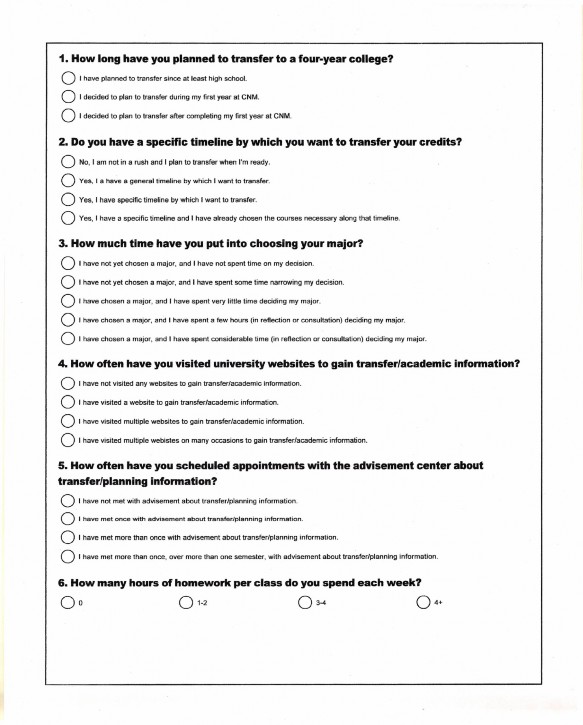 1. How long have you planned to transfer to a four-year college?
I have planned to transfer since at least high school.
I decided to plan to transfer during my first year at CNM.
I decided to plan to transfer after completing my first year at CNM.
2. Do you have a specific timeline by which you want to transfer your credits?
No, I am not in a rush and I plan to transfer when I'm ready.
Yes, I a have a general timeline by which I want to transfer.
Yes, I have specific timeline by which I want to transfer.
Yes, I have a specific timeline and I have already chosen the courses necessary along that timeline.
3. How much time have you put into choosing your major?
I have not yet chosen a major, and I have not spent time on my decision.
I have not yet chosen a major, and I have spent some time narrowing my decision.
I have chosen a major, and I have spent very little time deciding my major.
I have chosen a major, and I have spent a few hours (in reflection or consultation) deciding my major.
I have chosen a major, and I have spent considerable time (in reflection or consultation) deciding my major.
4. How often have you visited university websites to gain transfer/academic information?
I have not visited any websites to gain transfer/academic information.
I have visited a website to gain transfer/academic information.
I have visited multiple websites to gain transfer/academic information.
I have visited multiple webistes on many occasions to gain transfer/academic information.
5. How often have you scheduled appointments with the advisement center about
transfer/planning information?
I have not met with advisement about transfer/planning information.
I have met once with advisement about transfer/planning information.
I have met more than once with advisement about transfer/planning information.
I have met more than once, over more than one semester, with advisement about transfer/planning information.
6. How many hours of homework per class do you spend each week?
0 1-2 3-4 4+